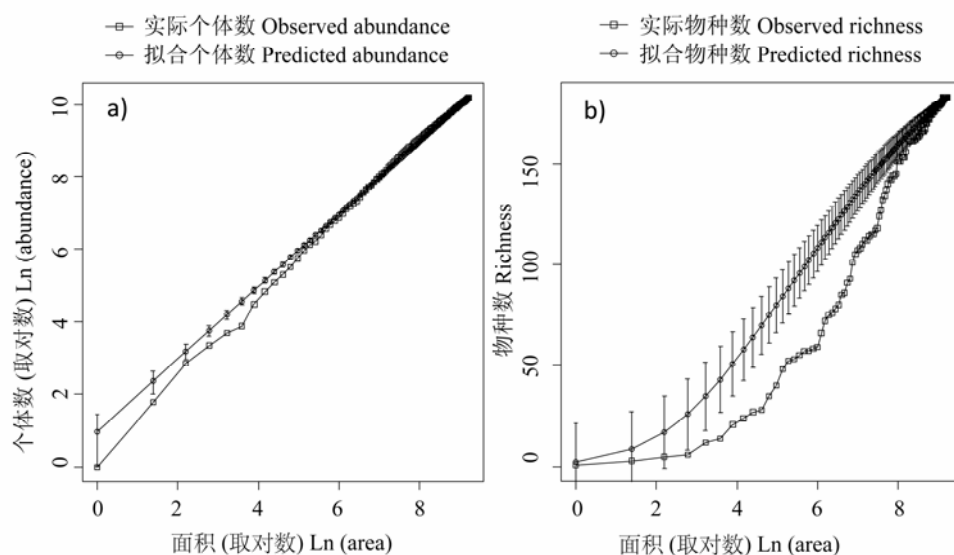 实际个体数 Observed abundance
拟合个体数 Predicted abundance
a)
个体数 (取对数) Ln (abundance)
10
8
6
4
2
0
0 2 4 6 8
面积 (取对数) Ln (area)
实际物种数 Observed richness
拟合物种数 Predicted richness
b)
物种数 Richness
150
100
50
0
0 2 4 6 8
面积 (取对数) Ln (area)